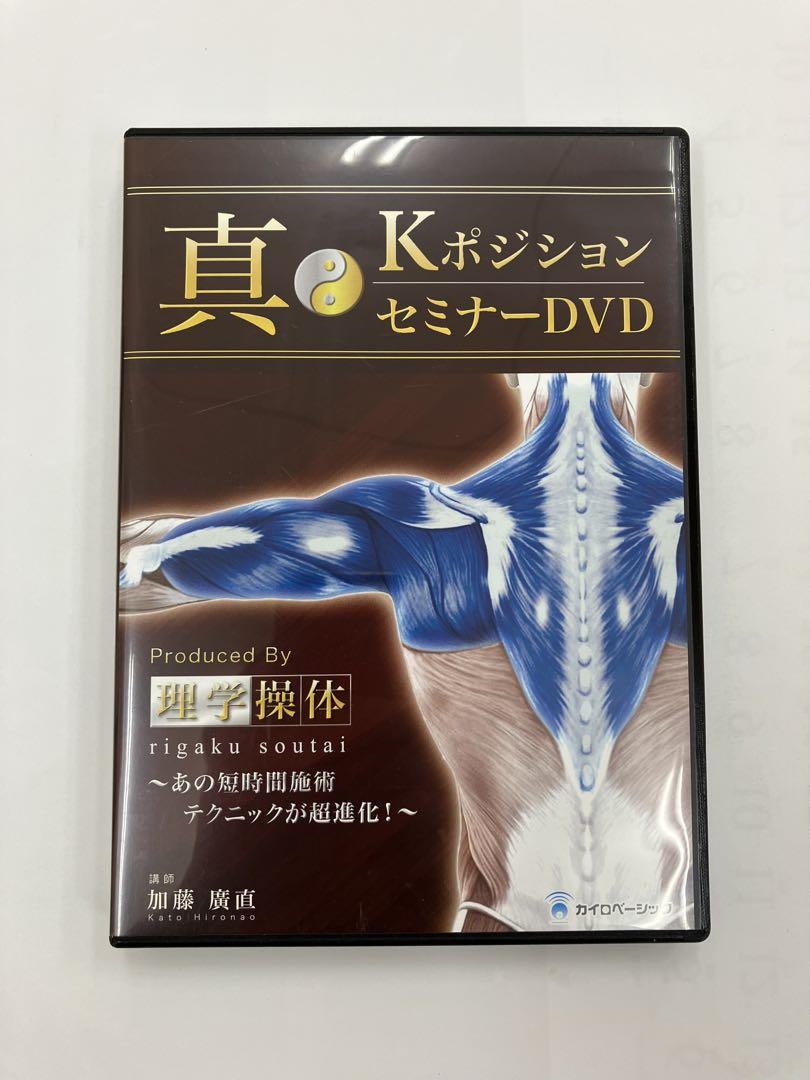 真
Kポジション
セミナーDVD
Produced By
理学操体
rigaku soutai
～あの短時間施術
テクニックが超進化！～
講師
加藤 廣直
Kato Hironao
カイロベーシック